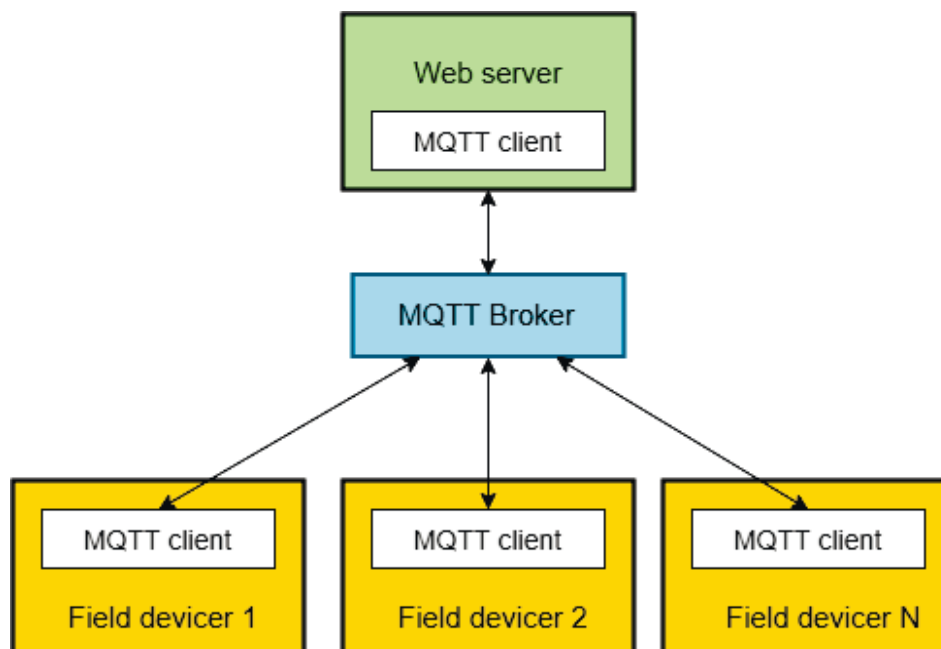 Web server
MQTT client
MQTT Broker
MQTT client
MQTT client
MQTT client
Field devicer 1
Field devicer 2
Field devicer N